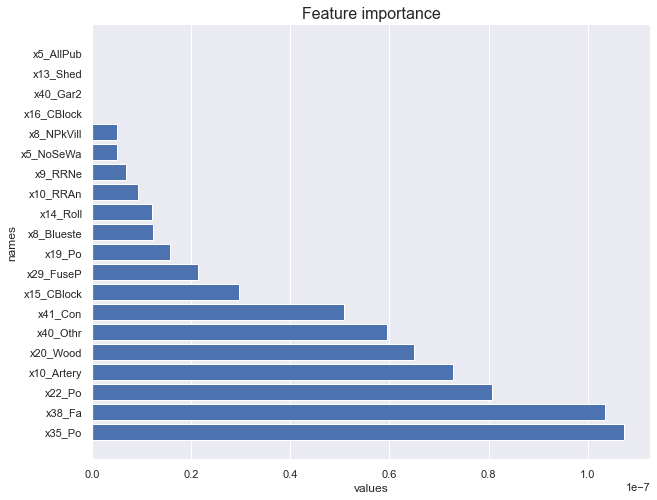 Feature importance
names
x5_AllPub
x13_Shed
x40_Gar2
x16_CBlock
x8_NPkVill
x5_NoSeWa
x9_RRNe
x10_RRAn
x14_Roll
x8_Blueste
x19_Po
x29_FuseP
x15_CBlock
x41_Con
x40_Othr
x20_Wood
x10_Artery
x22_Po
x38_Fa
x35_Po
0.0 0.2 0.4 0.6 0.8 1.0
values
1e−7